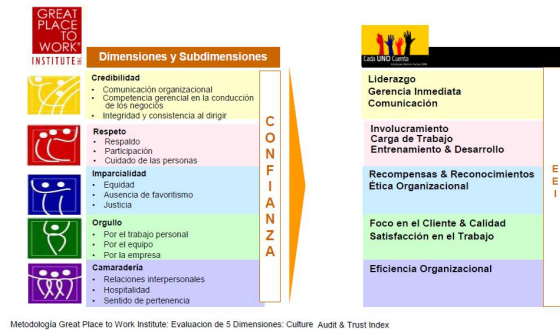 GREAT
PLACE
TO
WORK®
INSTITUTE
Dimensiones y Subdimensiones
Credibilidad
• Comunicación organizacional
• Competencia gerencial en la conducción
de los negocios
• Integridad y consistencia al dirigir
Respeto
• Respaldo
• Participación
• Cuidado de las personas
Imparcialidad
• Equidad
• Ausencia de favoritismo
• Justicia
Orgullo
• Por el trabajo personal
• Por el equipo
• Por la empresa
Camaradería
• Relaciones interpersonales
• Hospitalidad
• Sentido de pertenencia
CONFIANZA
Cada UNO Cuenta
Liderazgo
Gerencia Inmediata
Comunicación
Involucramiento
Carga de Trabajo
Entrenamiento & Desarrollo
Recompensas & Reconocimientos
Ética Organizacional
Foco en el Cliente & Calidad
Satisfacción en el Trabajo
Eficiencia Organizacional
E
E
I
Metodología Great Place to Work Institute: Evaluacion de 5 Dimensiones: Culture Audit & Trust Index